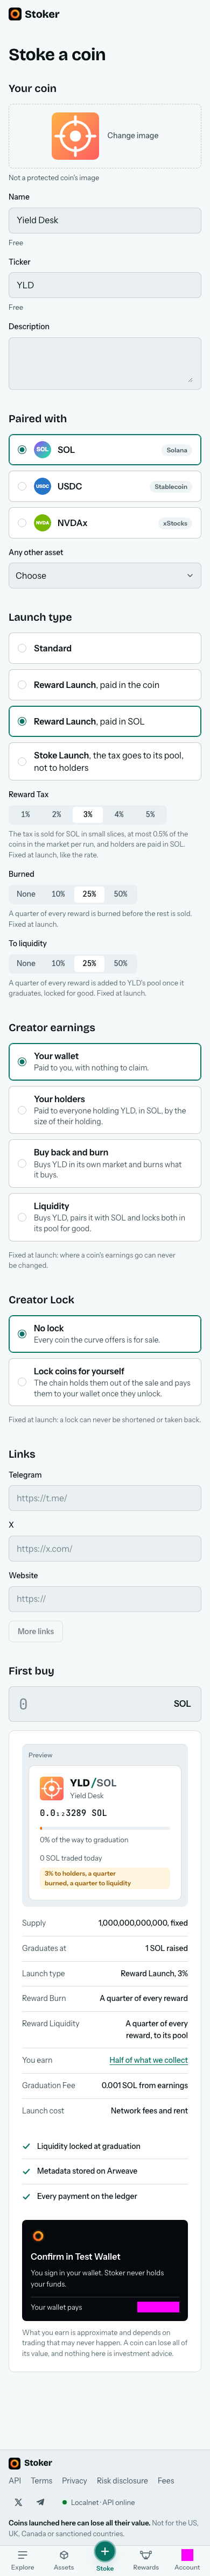 Stoker
Stoke a coin
Your coin
Change image
Not a protected coin's image
Name
Yield Desk
Free
Ticker
YLD
Free
Description
Paired with
SOL
SOL
Solana
USDC
USDC
Stablecoin
NVDA
NVDAx
xStocks
Any other asset
Choose
Launch type
Standard
Reward Launch, paid in the coin
Reward Launch, paid in SOL
Stoke Launch, the tax goes to its pool,
not to holders
Reward Tax
1% 2% 3% 4% 5%
The tax is sold for SOL in small slices, at most 0.5% of the
coins in the market per run, and holders are paid in SOL.
Fixed at launch, like the rate.
Burned
None 10% 25% 50%
A quarter of every reward is burned before the rest is sold.
Fixed at launch.
To liquidity
None 10% 25% 50%
A quarter of every reward is added to YLD's pool once it
graduates, locked for good. Fixed at launch.
Creator earnings
Your wallet
Paid to you, with nothing to claim.
Your holders
Paid to everyone holding YLD, in SOL, by the
size of their holding.
Buy back and burn
Buys YLD in its own market and burns what
it buys.
Liquidity
Buys YLD, pairs it with SOL and locks both in
its pool for good.
Fixed at launch: where a coin's earnings go can never
be changed.
Creator Lock
No lock
Every coin the curve offers is for sale.
Lock coins for yourself
The chain holds them out of the sale and pays
them to your wallet once they unlock.
Fixed at launch: a lock can never be shortened or taken back.
Links
Telegram
https://t.me/
X
https://x.com/
Website
https://
More links
First buy
0 SOL
Preview
YLD/SOL
Yield Desk
0.0₁₂3289 SOL
0% of the way to graduation
0 SOL traded today
3% to holders, a quarter
burned, a quarter to liquidity
Supply 1,000,000,000,000, fixed
Graduates at 1 SOL raised
Launch type Reward Launch, 3%
Reward Burn A quarter of every reward
Reward Liquidity A quarter of every
reward, to its pool
You earn Half of what we collect
Graduation Fee 0.001 SOL from earnings
Launch cost Network fees and rent
Liquidity locked at graduation
Metadata stored on Arweave
Every payment on the ledger
Confirm in Test Wallet
You sign in your wallet. Stoker never holds
your funds.
Your wallet pays
What you earn is approximate and depends on
trading that may never happen. A coin can lose all of
its value, and nothing here is investment advice.
Stoker
API Terms Privacy Risk disclosure Fees
Localnet · API online
Coins launched here can lose all their value. Not for the US,
UK, Canada or sanctioned countries.
Explore Assets Stoke Rewards Account